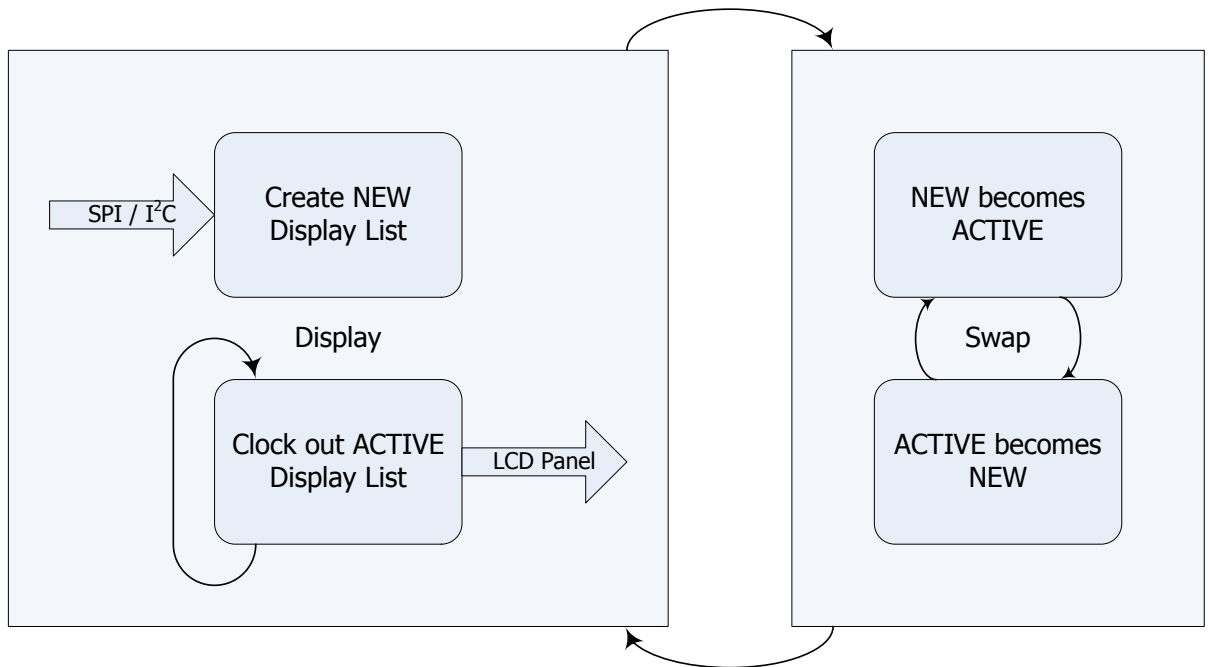 SPI / I²C
Create NEW
Display List
Display
Clock out ACTIVE
Display List
LCD Panel
NEW becomes
ACTIVE
Swap
ACTIVE becomes
NEW